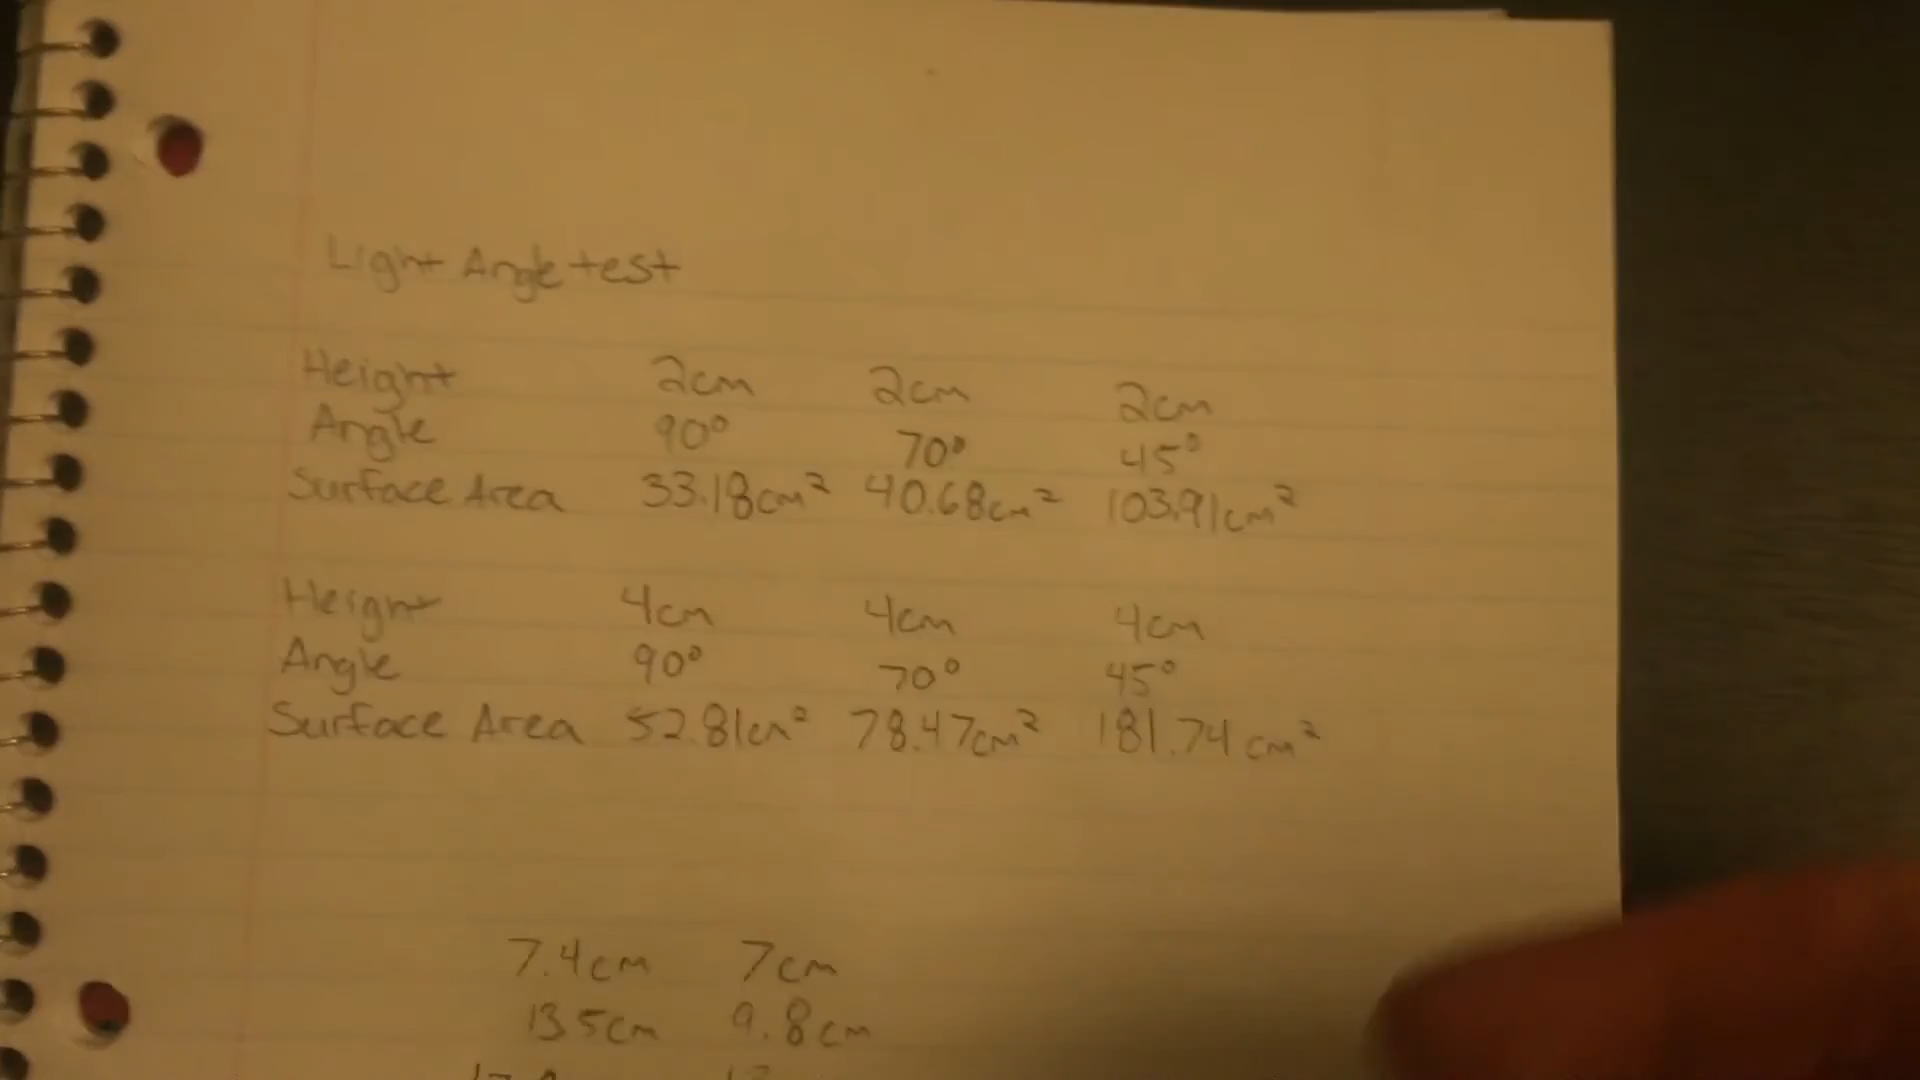 Light Angle test
Height 2cm 2cm 2cm
Angle 90° 70° 45°
Surface Area 33.18cm² 40.68cm² 103.91cm²
Height 4cm 4cm 4cm
Angle 90° 70° 45°
Surface Area 52.81cm² 78.47cm² 181.74cm²
7.4cm 7cm
13.5cm 9.8cm